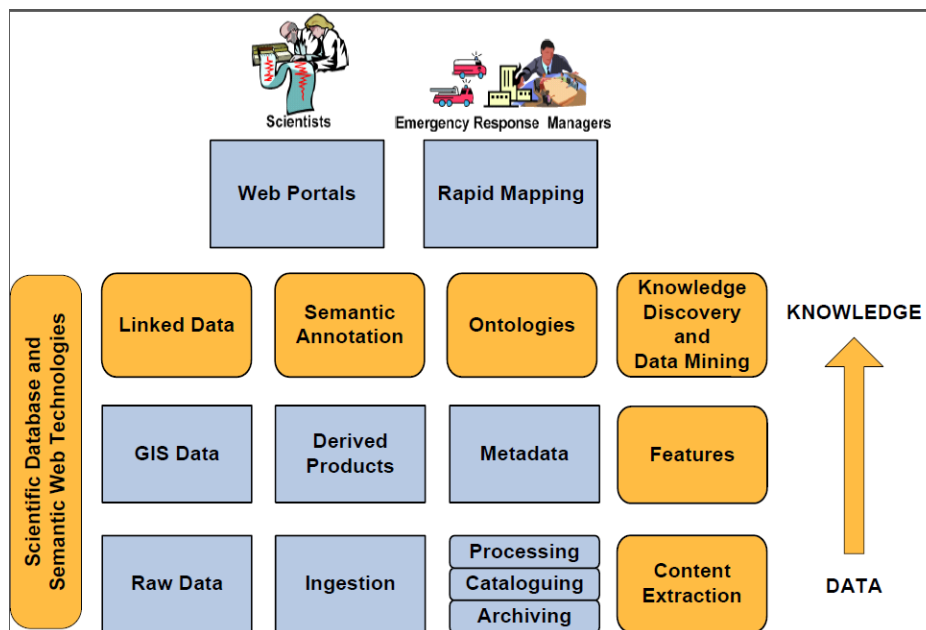 Scientists
Emergency Response Managers
Web Portals
Rapid Mapping
Scientific Database and
Semantic Web Technologies
Linked Data
Semantic
Annotation
Ontologies
Knowledge
Discovery
and
Data Mining
KNOWLEDGE
GIS Data
Derived
Products
Metadata
Features
Raw Data
Ingestion
Processing
Cataloguing
Archiving
Content
Extraction
DATA